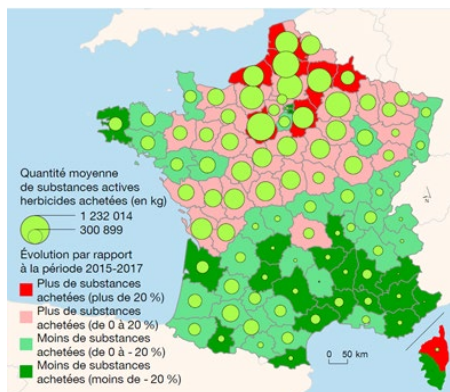 Quantité moyenne
de substances actives
herbicides achetées (en kg)
1 232 014
300 899
Évolution par rapport
à la période 2015-2017
Plus de substances
achetées (plus de 20 %)
Plus de substances
achetées (de 0 à 20 %)
Moins de substances
achetées (de 0 à - 20 %)
Moins de substances
achetées (moins de - 20 %)
0 50 km